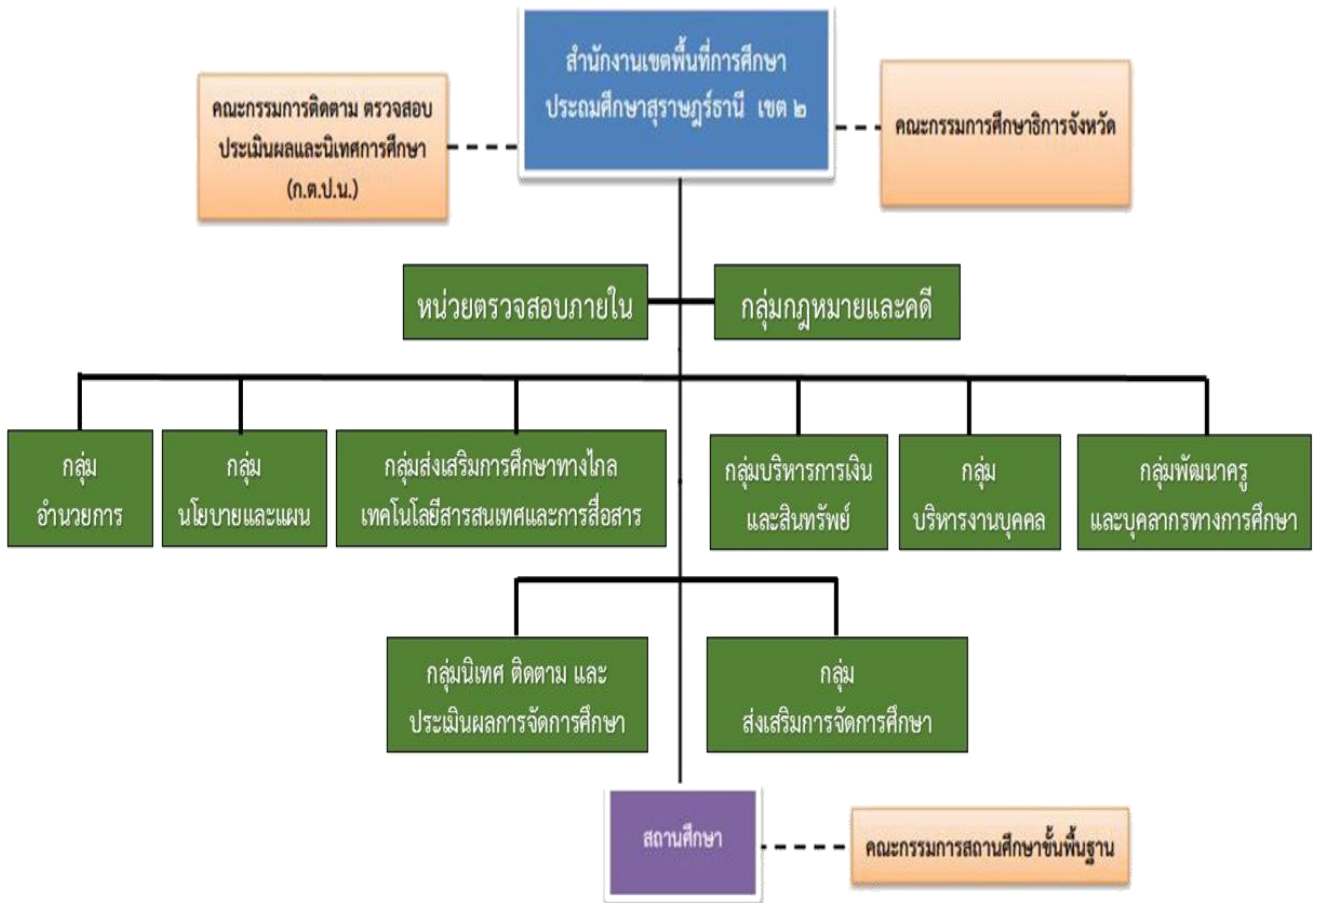 สำนักงานเขตพื้นที่การศึกษา
ประถมศึกษาสุราษฎร์ธานี เขต ๒
คณะกรรมการติดตาม ตรวจสอบ
ประเมินผลและนิเทศการศึกษา
(ก.ต.ป.น.)
คณะกรรมการศึกษาธิการจังหวัด
หน่วยตรวจสอบภายใน
กลุ่มกฎหมายและคดี
กลุ่ม
อำนวยการ
กลุ่ม
นโยบายและแผน
กลุ่มส่งเสริมการศึกษาทางไกล
เทคโนโลยีสารสนเทศและการสื่อสาร
กลุ่มบริหารการเงิน
และสินทรัพย์
กลุ่ม
บริหารงานบุคคล
กลุ่มพัฒนาครู
และบุคลากรทางการศึกษา
กลุ่มนิเทศ ติดตาม และ
ประเมินผลการจัดการศึกษา
กลุ่ม
ส่งเสริมการจัดการศึกษา
สถานศึกษา
คณะกรรมการสถานศึกษาขั้นพื้นฐาน